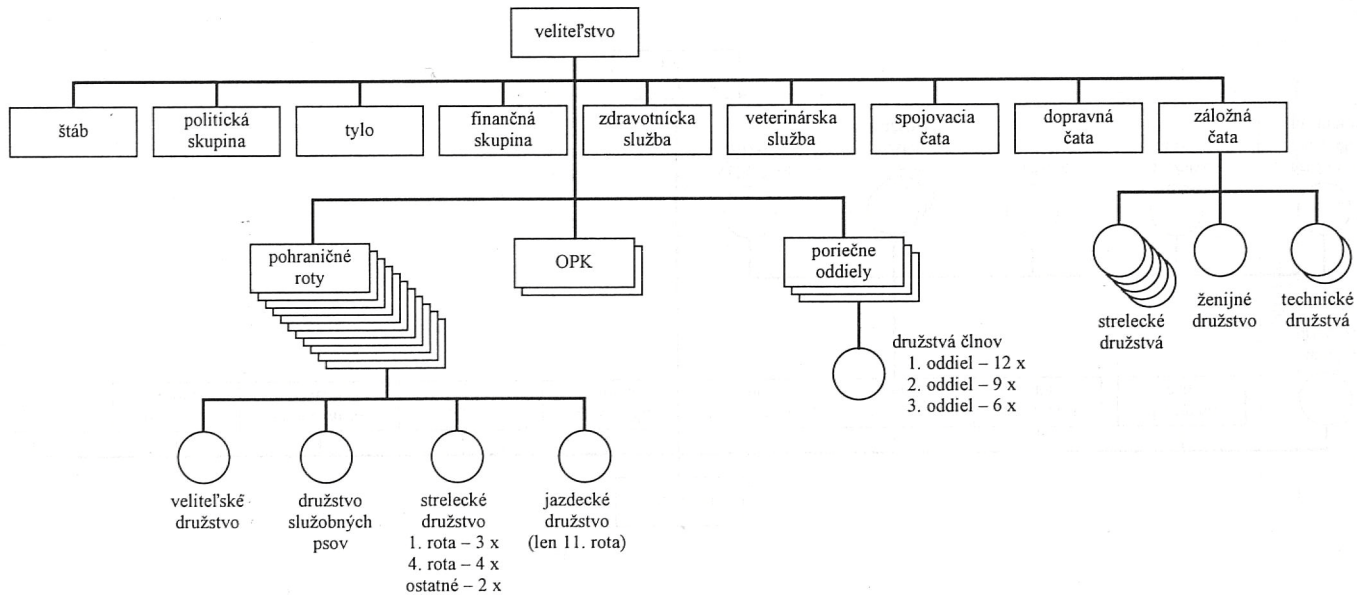 veliteľstvo
štáb
politická
skupina
tylo
finančná
skupina
zdravotnícka
služba
veterinárska
služba
spojovacia
čata
dopravná
čata
záložná
čata
pohraničné
roty
OPK
poriečne
oddiely
strelecké
družstvá
ženijné
družstvo
technické
družstvá
družstvá člnov
1. oddiel – 12 x
2. oddiel – 9 x
3. oddiel – 6 x
veliteľské
družstvo
družstvo
služobných
psov
strelecké
družstvo
1. rota – 3 x
4. rota – 4 x
ostatné – 2 x
jazdecké
družstvo
(len 11. rota)